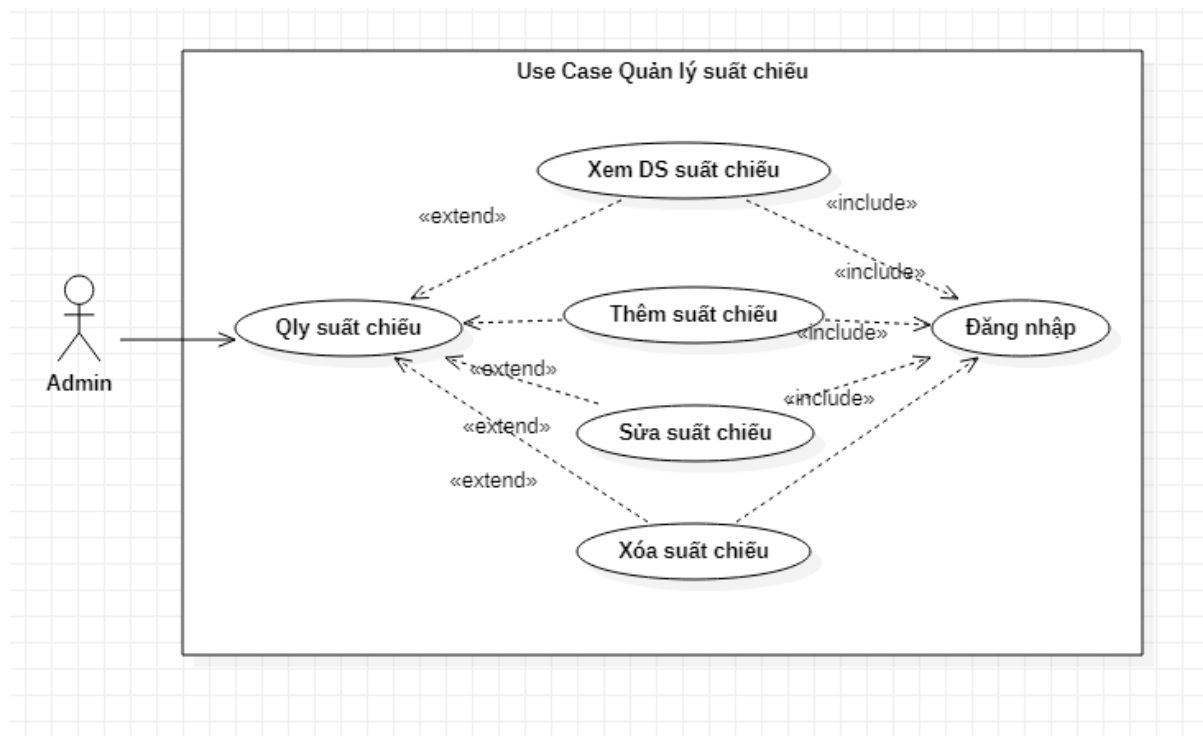 Use Case Quản lý suất chiếu
Xem DS suất chiếu
«include»
«extend»
«include»
Thêm suất chiếu
Qly suất chiếu
Đăng nhập
«include»
«extend»
Admin
«include»
«extend»
Sửa suất chiếu
«extend»
Xóa suất chiếu